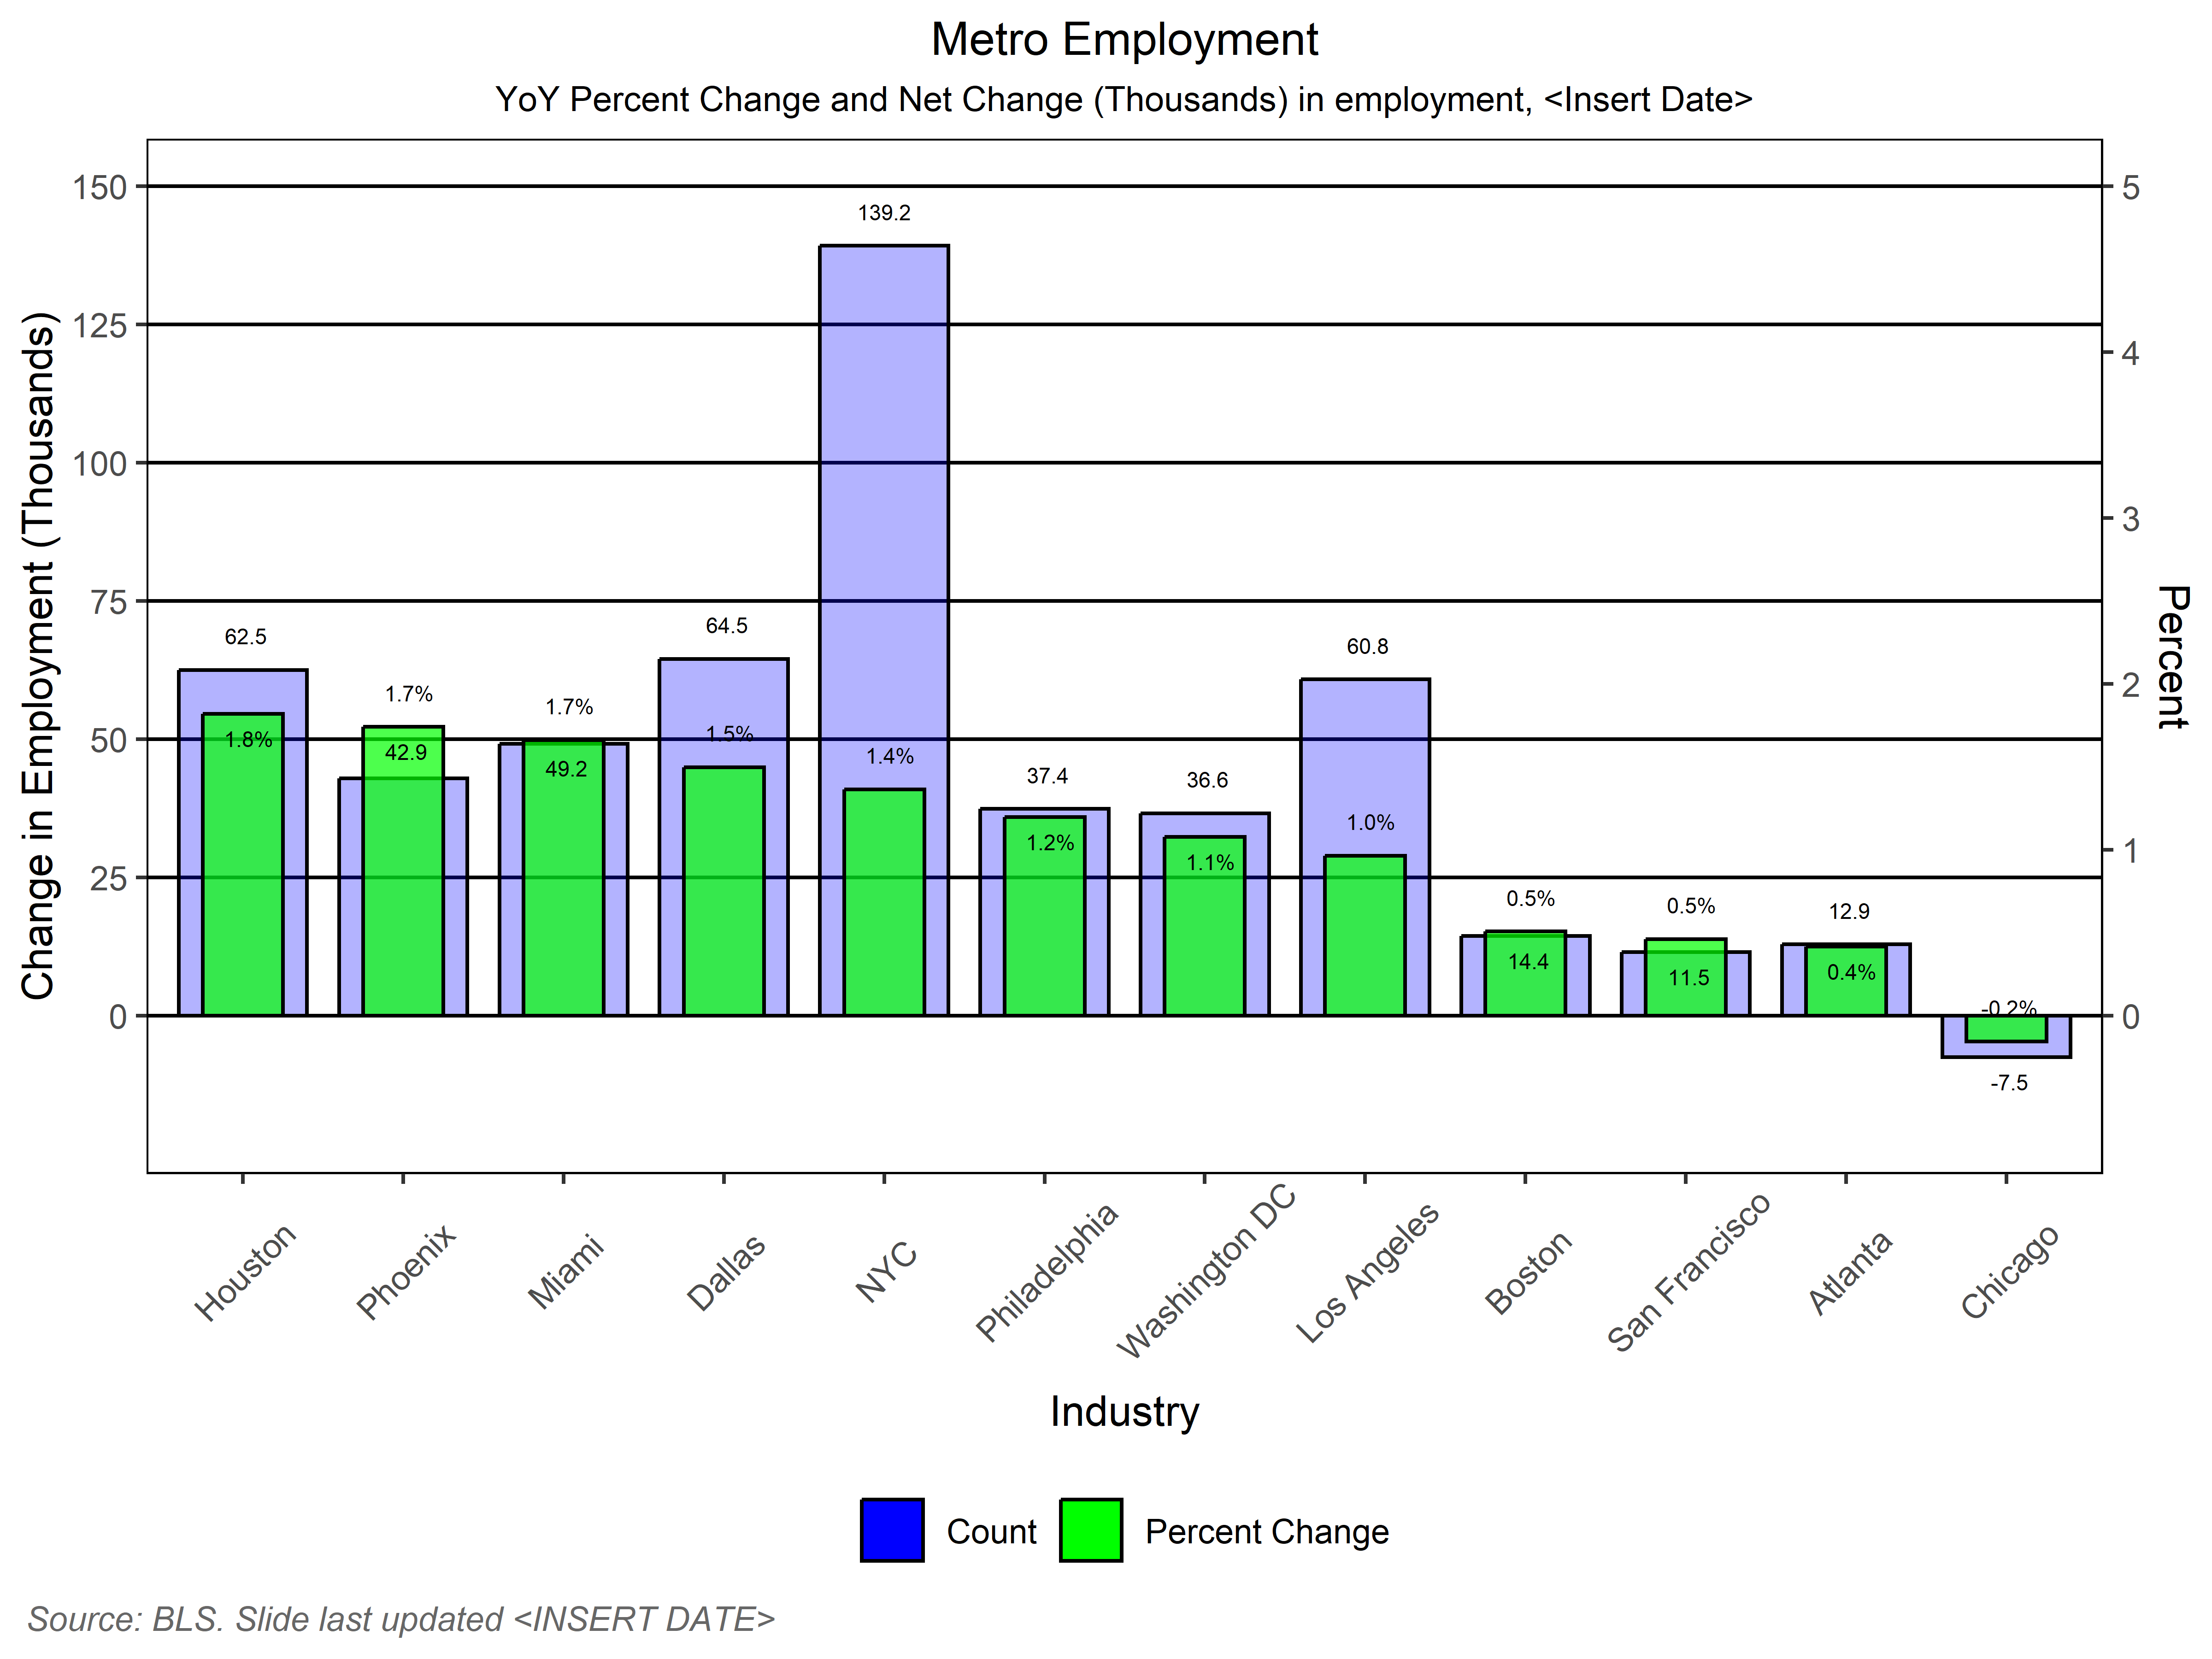 Metro Employment
YoY Percent Change and Net Change (Thousands) in employment, <Insert Date>
Change in Employment (Thousands)
150
125
100
75
50
25
0
5
4
3
2
1
0
Percent
62.5
1.8%
1.7%
42.9
1.7%
49.2
64.5
1.5%
139.2
1.4%
37.4
1.2%
36.6
1.1%
60.8
1.0%
0.5%
14.4
0.5%
11.5
12.9
0.4%
-0.2%
-7.5
Houston
Phoenix
Miami
Dallas
NYC
Philadelphia
Washington DC
Los Angeles
Boston
San Francisco
Atlanta
Chicago
Industry
Count
Percent Change
Source: BLS. Slide last updated <INSERT DATE>